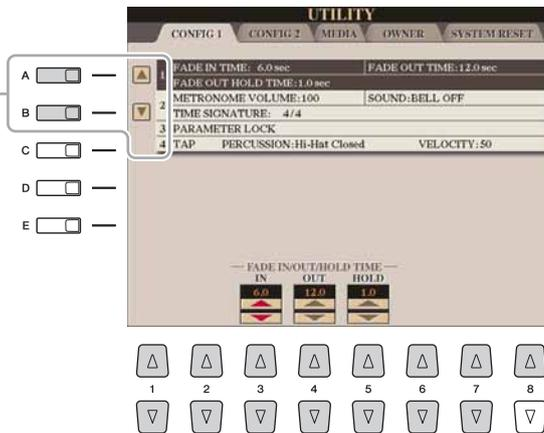 UTILITY
CONFIG 1 CONFIG 2 MEDIA OWNER SYSTEM RESET
A
B
C
D
E
1 FADE IN TIME: 6.0 sec FADE OUT TIME:12.0 sec
FADE OUT HOLD TIME:1.0 sec
2 METRONOME VOLUME:100 SOUND:BELL OFF
TIME SIGNATURE: 4/4
3 PARAMETER LOCK
4 TAP PERCUSSION:Hi-Hat Closed VELOCITY:50
FADE IN/OUT/HOLD TIME
IN OUT HOLD
6.0 12.0 1.0
1 2 3 4 5 6 7 8